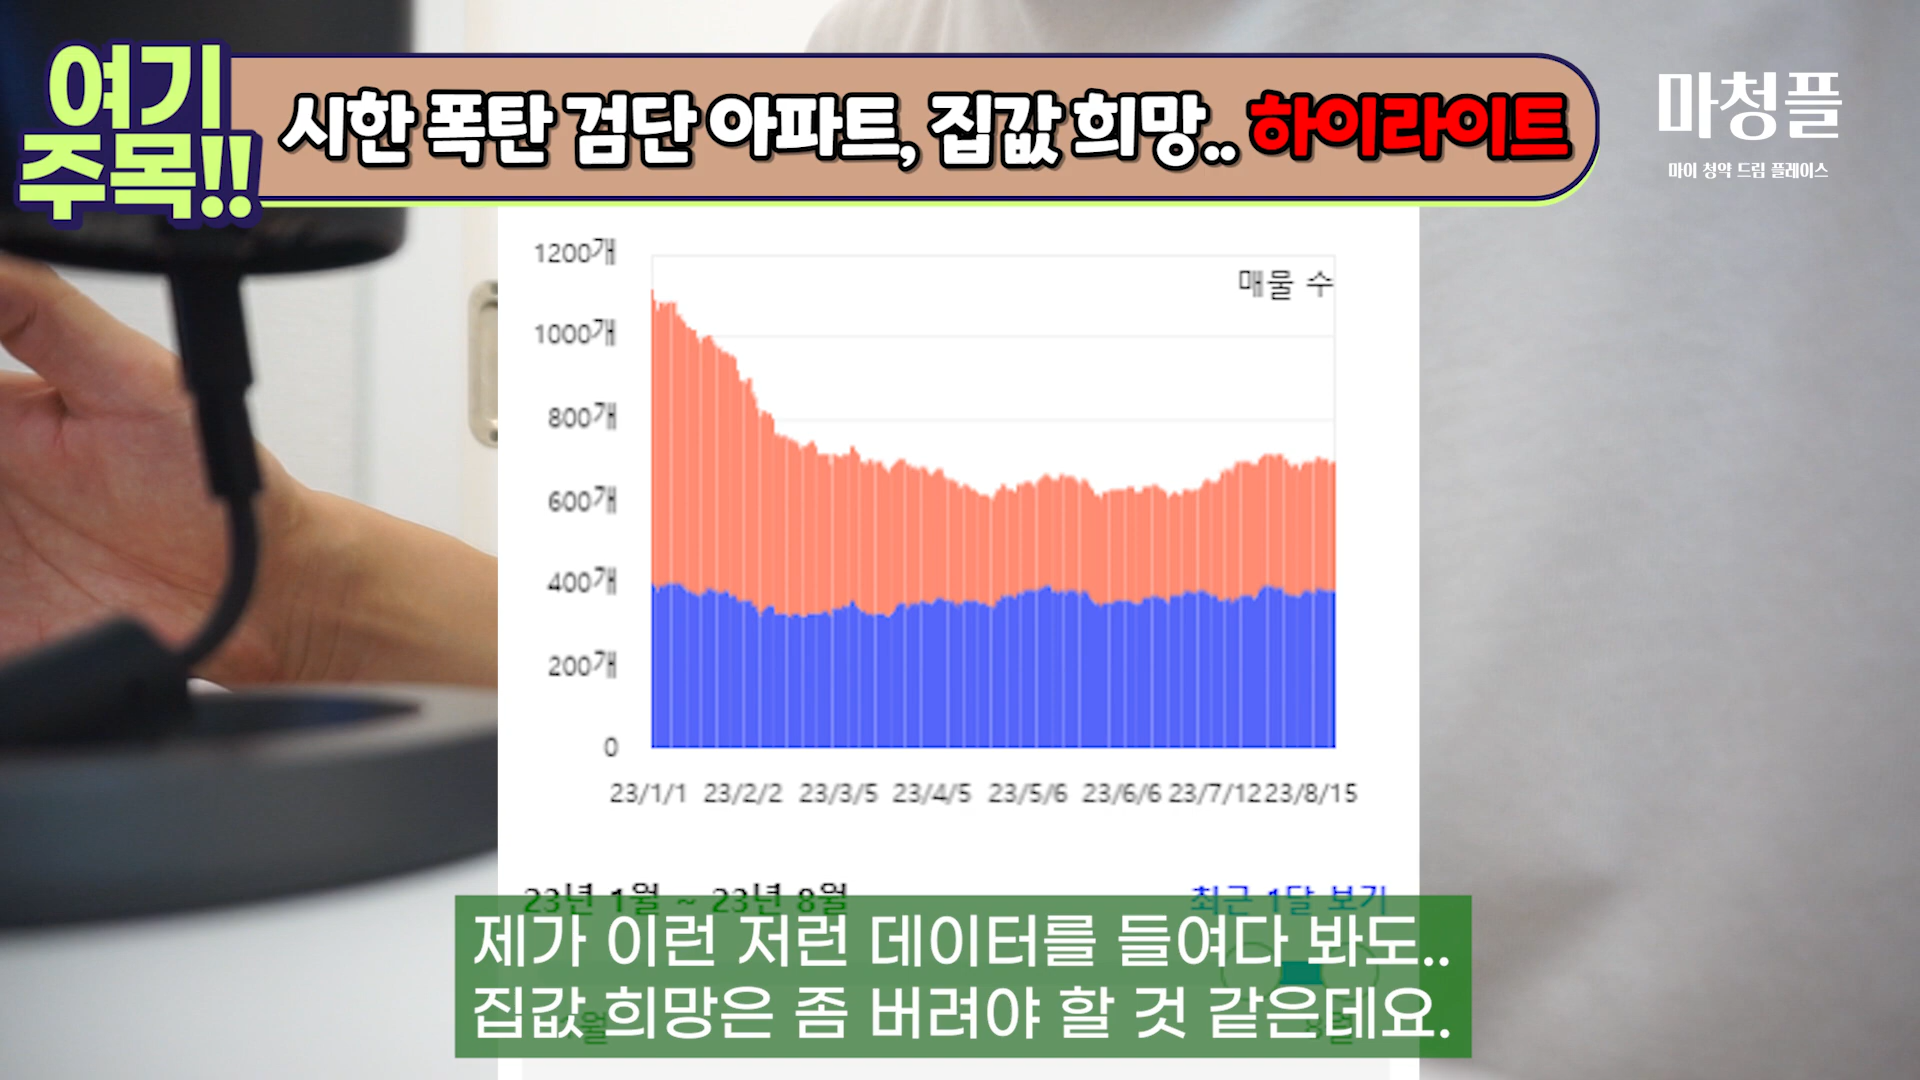 여기
주목!!
시한 폭탄 검단 아파트, 집값 희망.. 하이라이트
마청플
마이 청약 드림 플레이스
1200개
매물 수
1000개
800개
600개
400개
200개
0
23/1/1 23/2/2 23/3/5 23/4/5 23/5/6 23/6/6 23/7/12 23/8/15
23년 1월 ~ 23년 8월 최근 1달 보기
제가 이런 저런 데이터를 들여다 봐도..
집값 희망은 좀 버려야 할 것 같은데요.